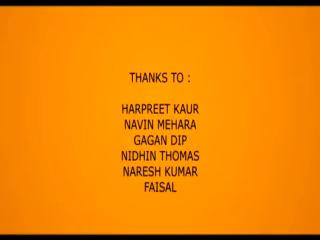 THANKS TO :
HARPREET KAUR
NAVIN MEHARA
GAGAN DIP
NIDHIN THOMAS
NARESH KUMAR
FAISAL